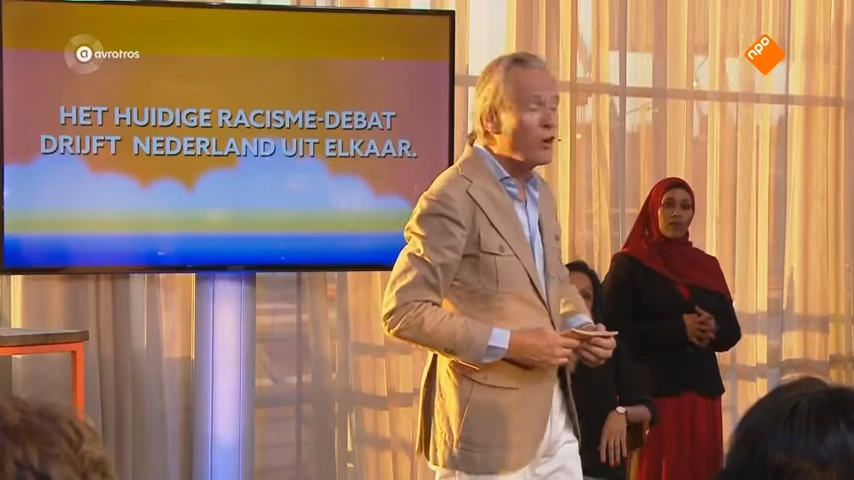 avrotros
npo
HET HUIDIGE RACISME-DEBAT
DRIJFT NEDERLAND UIT ELKAAR.